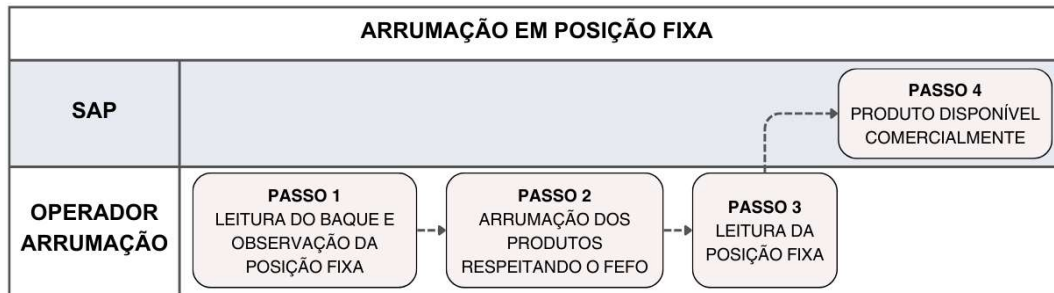 ARRUMAÇÃO EM POSIÇÃO FIXA
SAP
PASSO 4
PRODUTO DISPONÍVEL
COMERCIALMENTE
OPERADOR
ARRUMAÇÃO
PASSO 1
LEITURA DO BAQUE E
OBSERVAÇÃO DA
POSIÇÃO FIXA
PASSO 2
ARRUMAÇÃO DOS
PRODUTOS
RESPEITANDO O FEFO
PASSO 3
LEITURA DA
POSIÇÃO FIXA